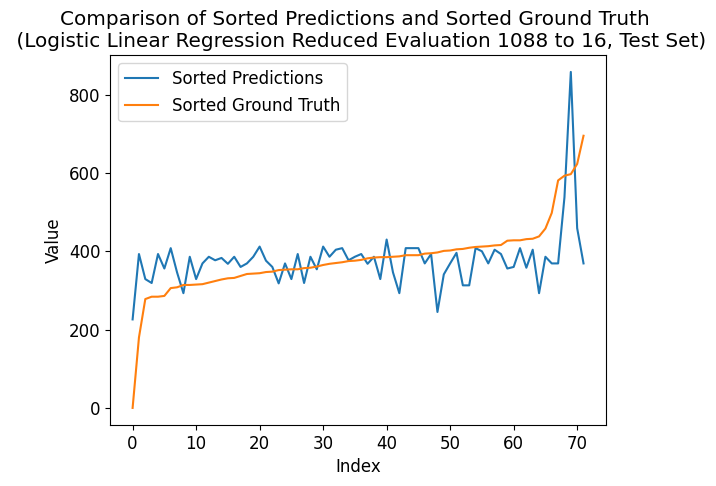 Comparison of Sorted Predictions and Sorted Ground Truth
(Logistic Linear Regression Reduced Evaluation 1088 to 16, Test Set)
Sorted Predictions
Sorted Ground Truth
800
600
400
200
0
Value
0 10 20 30 40 50 60 70
Index